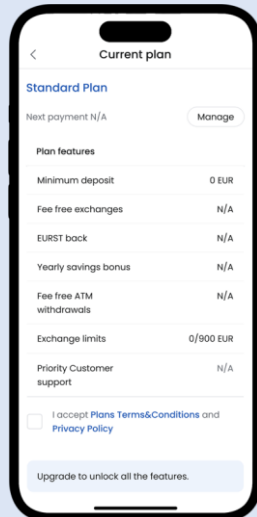 Current plan
Standard Plan
Next payment N/A
Manage
Plan features
Minimum deposit 0 EUR
Fee free exchanges N/A
EURST back N/A
Yearly savings bonus N/A
Fee free ATM N/A
withdrawals
Exchange limits 0/900 EUR
Priority Customer N/A
support
I accept Plans Terms&Conditions and
Privacy Policy
Upgrade to unlock all the features.